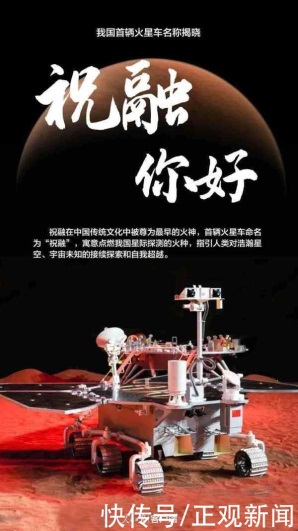 我国首辆火星车名称揭晓
祝融
你好
祝融在中国传统文化中被尊为最早的火神，首辆火星车命名
为“祝融”，寓意点燃我国星际探测的火种，指引人类对浩瀚星
空、宇宙未知的接续探索和自我超越。
快传号/正观新闻